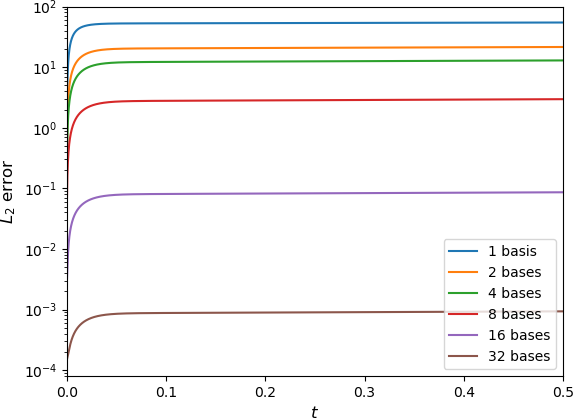 10²
10¹
10⁰
10⁻¹
10⁻²
10⁻³
10⁻⁴
L₂ error
0.0 0.1 0.2 0.3 0.4 0.5
t
1 basis
2 bases
4 bases
8 bases
16 bases
32 bases